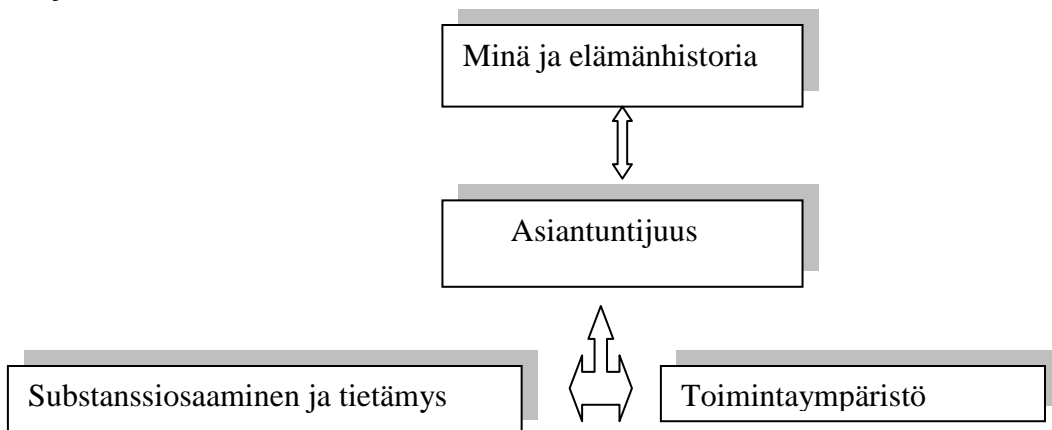 Minä ja elämänhistoria
Asiantuntijuus
Substanssiosaaminen ja tietämys
Toimintaympäristö